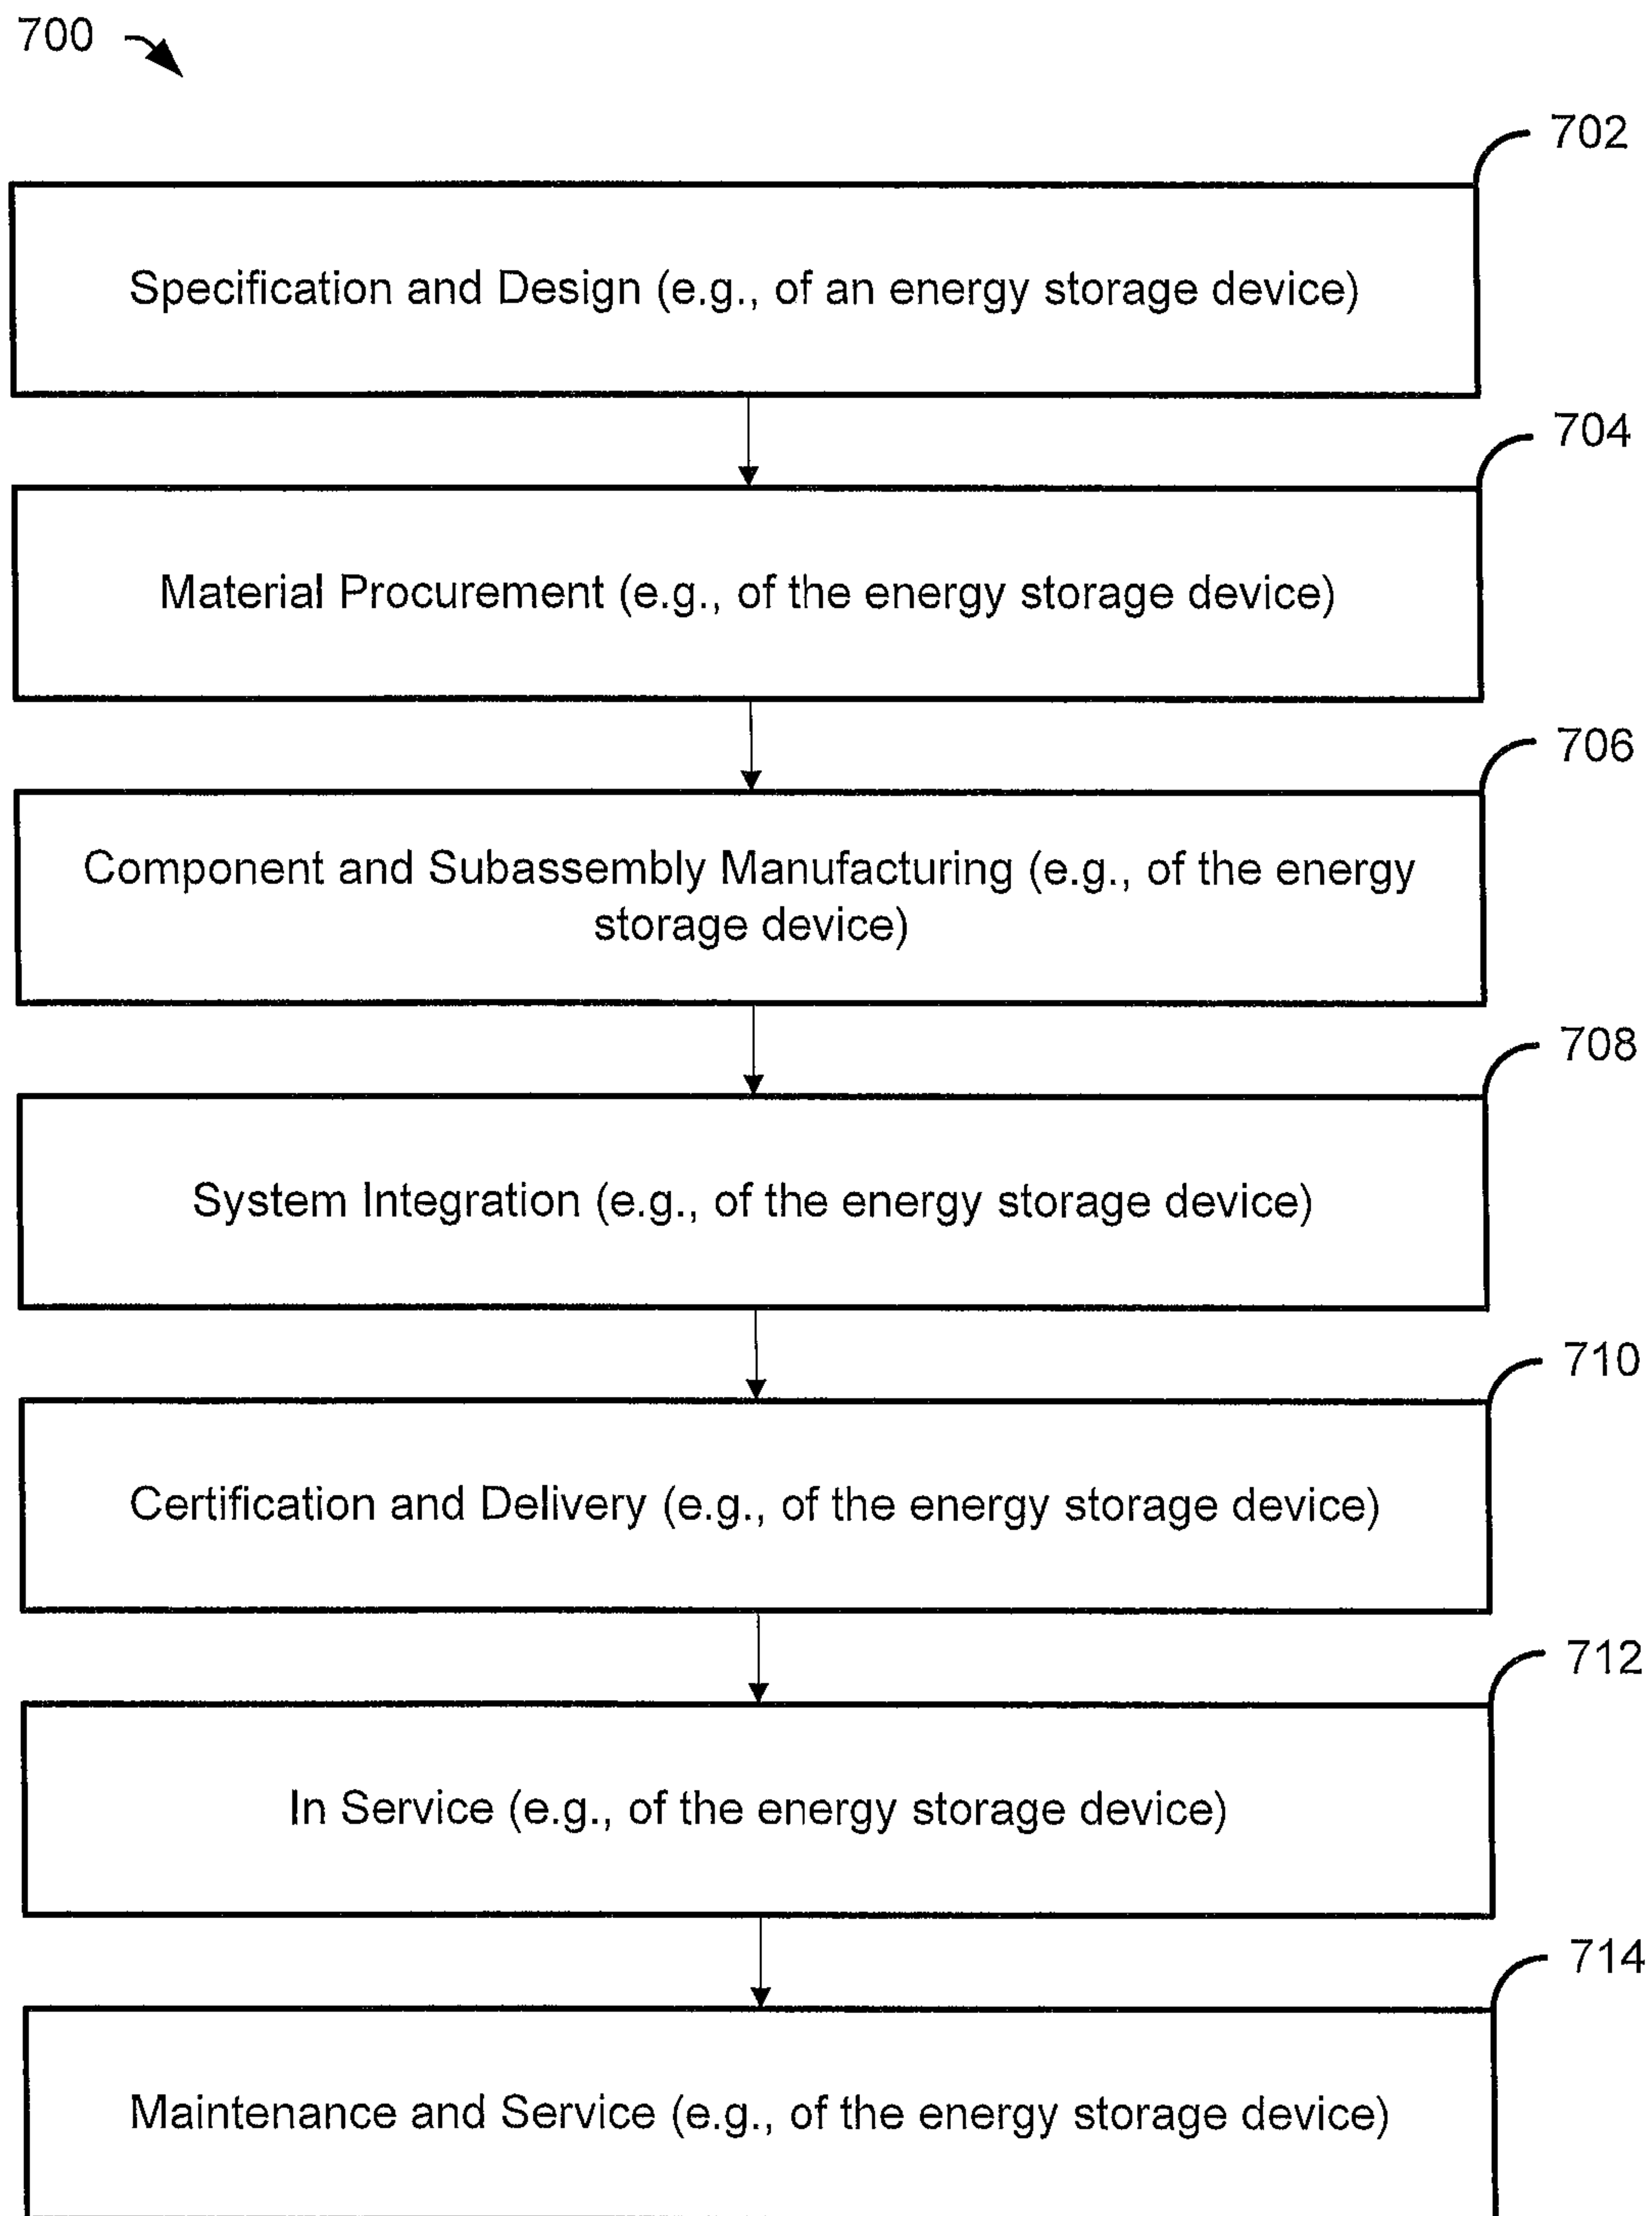 700
702
Specification and Design (e.g., of an energy storage device)
704
Material Procurement (e.g., of the energy storage device)
706
Component and Subassembly Manufacturing (e.g., of the energy
storage device)
708
System Integration (e.g., of the energy storage device)
710
Certification and Delivery (e.g., of the energy storage device)
712
In Service (e.g., of the energy storage device)
714
Maintenance and Service (e.g., of the energy storage device)